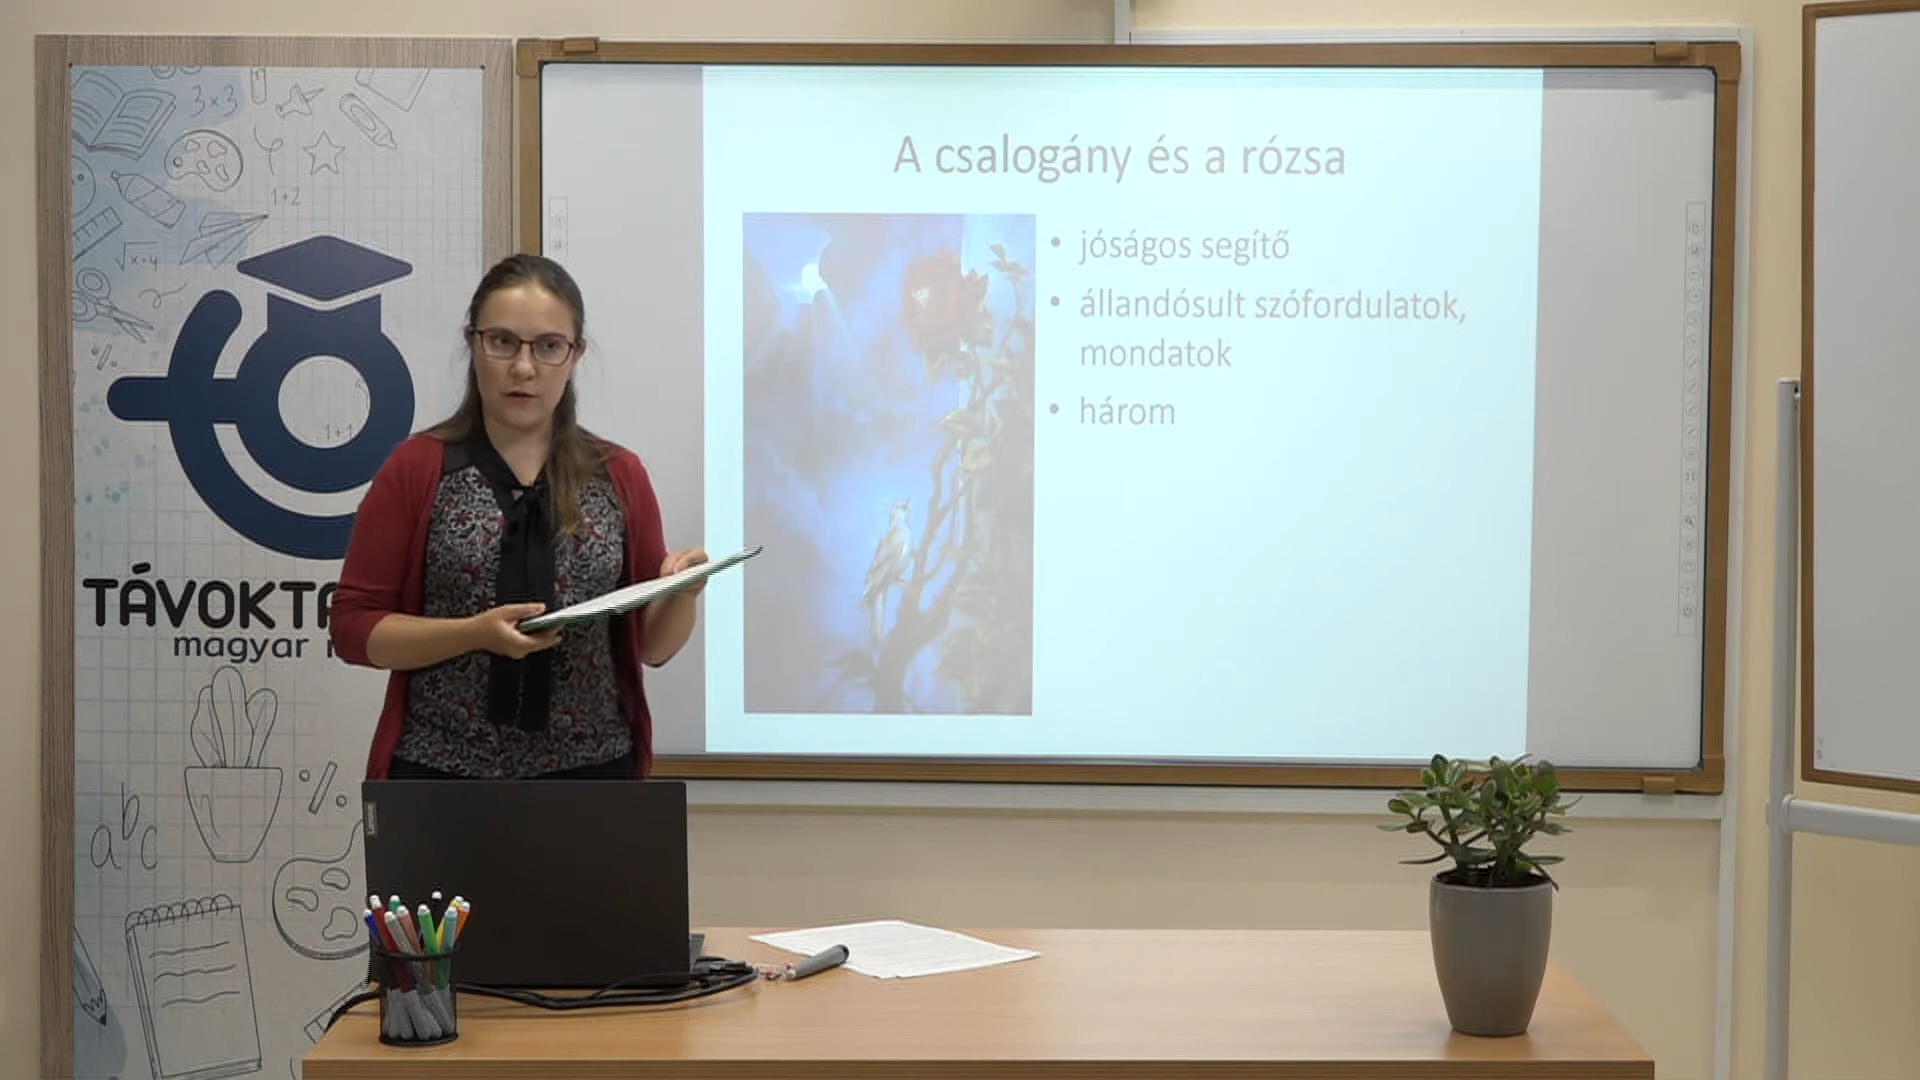 3×3
1+2
√x+4
1+1
TÁVOKTA
magyar
abc
A csalogány és a rózsa
• jóságos segítő
• állandósult szófordulatok,
mondatok
• három
Lenovo